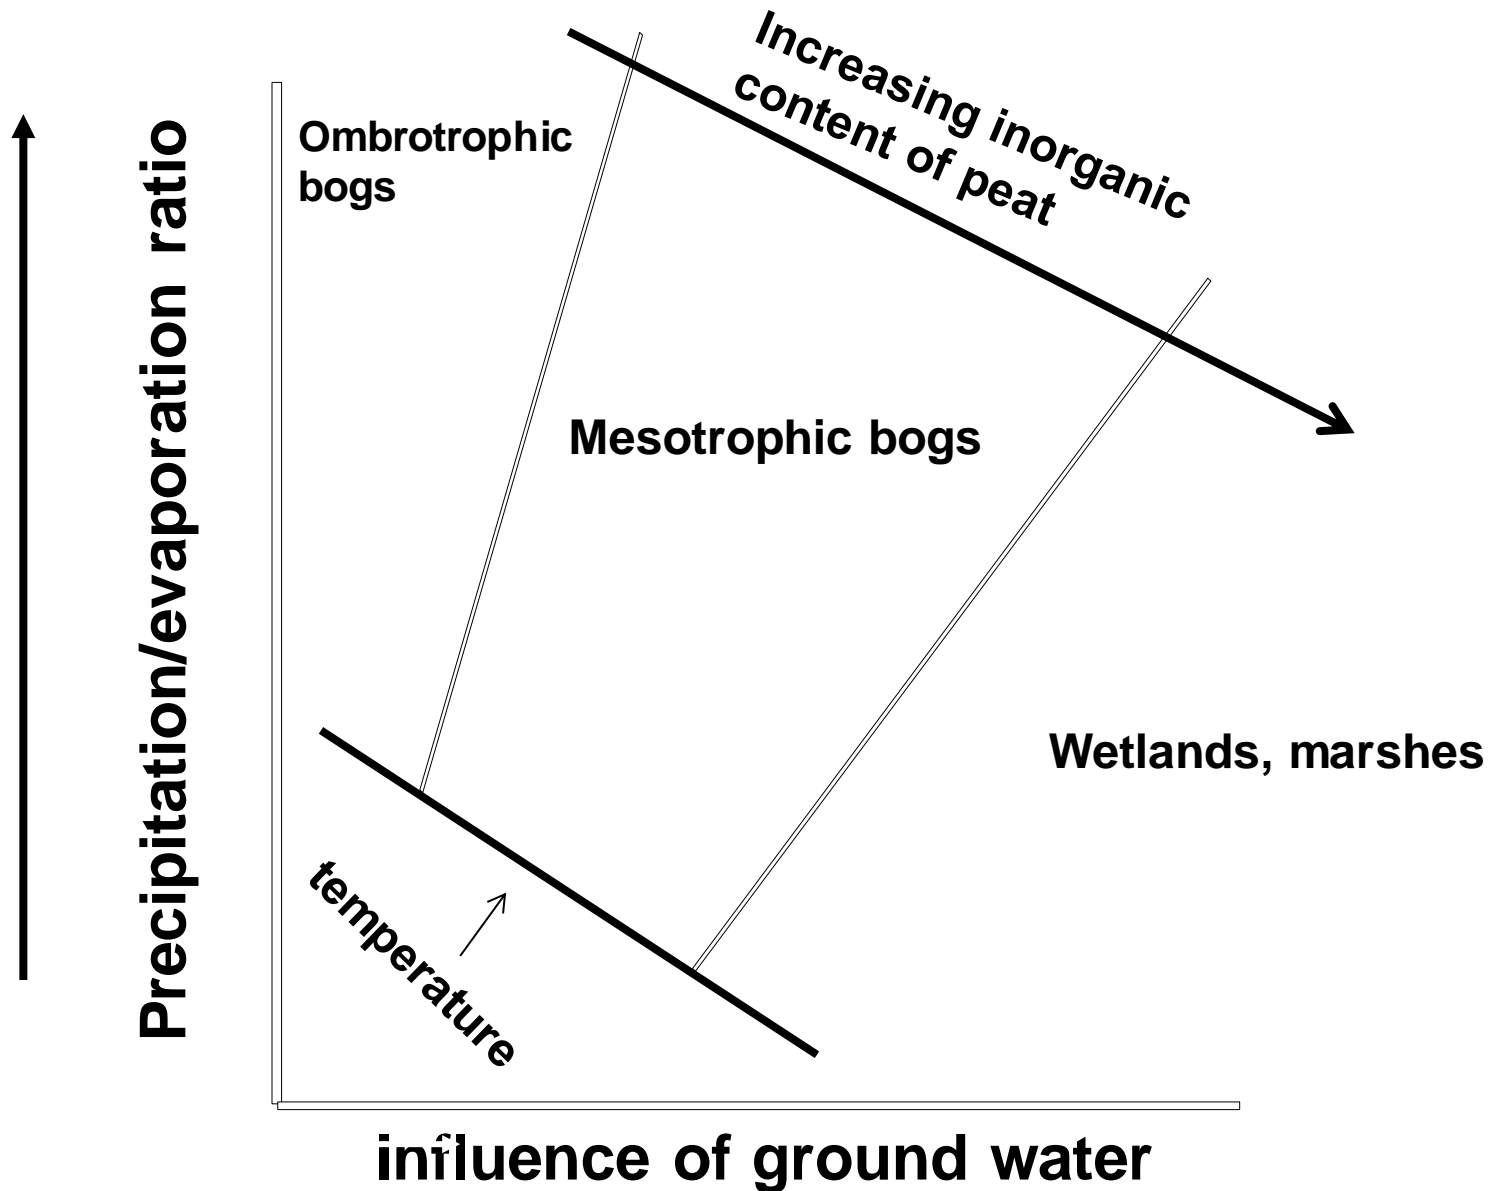 Increasing inorganic
content of peat
Ombrotrophic
bogs
Precipitation/evaporation ratio
Mesotrophic bogs
Wetlands, marshes
temperature
influence of ground water